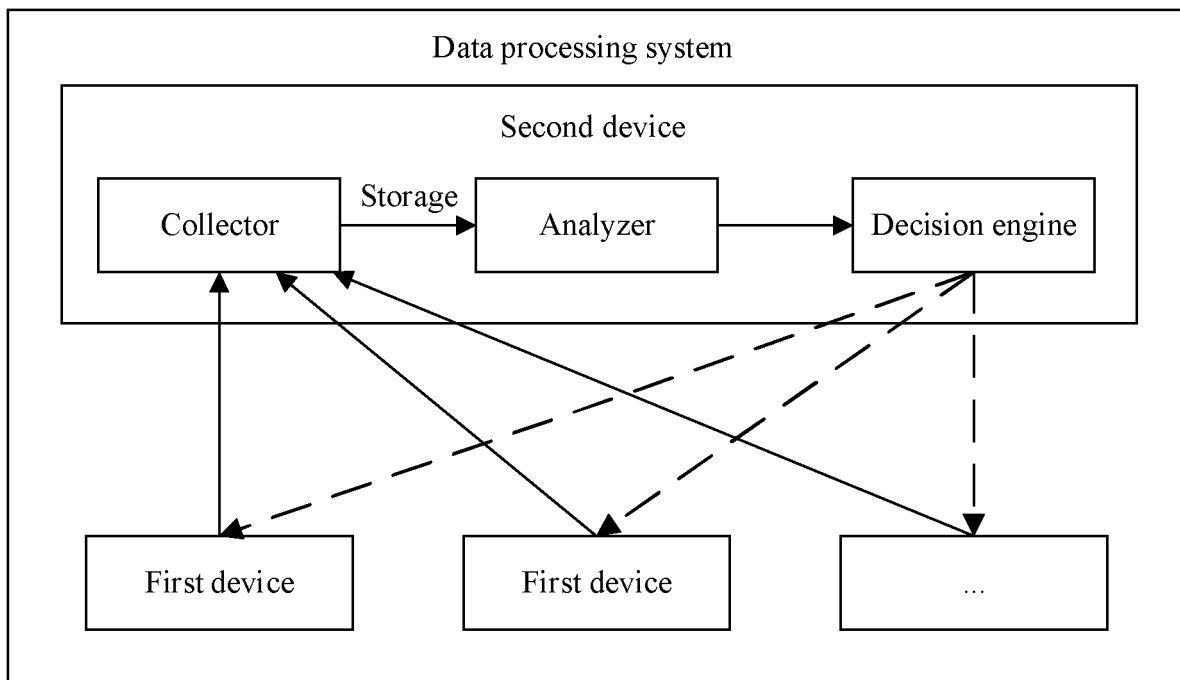 Data processing system
Second device
Storage
Collector
Analyzer
Decision engine
First device
First device
...